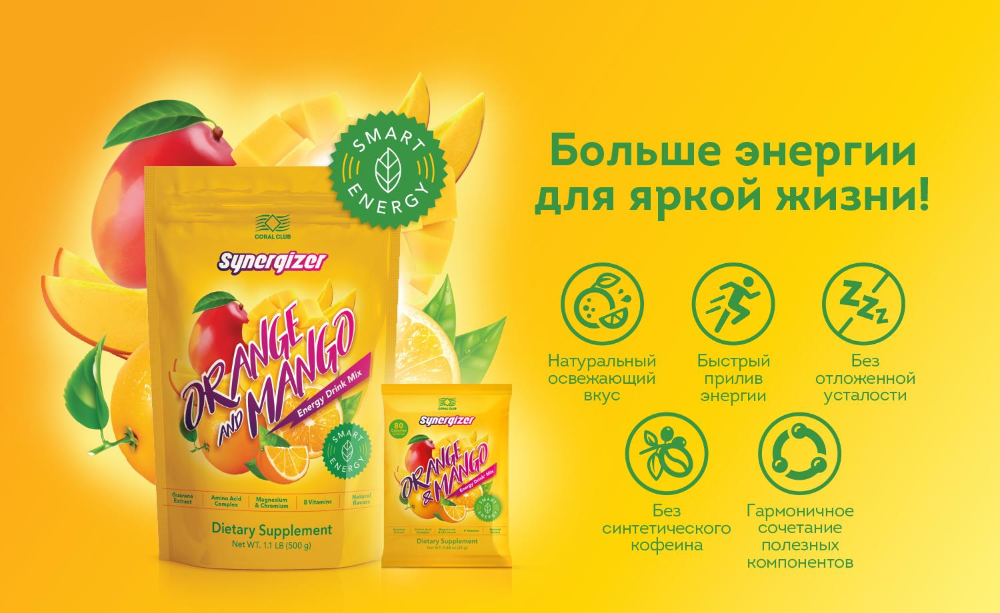 SMART
ENERGY
CORAL CLUB
Synergizer
ORANGE
AND MANGO
Energy Drink Mix
SMART
ENERGY
Guarana
Extract
Amino Acid
Complex
Magnesium
& Chromium
B Vitamins
Natural
flavors
Dietary Supplement
Net WT. 1.1 LB (500 g)
CORAL CLUB
Synergizer
80
Calories
ORANGE
& MANGO
Energy Drink* Mix
SMART
ENERGY
Guarana
Extract
Amino Acid
Complex
Magnesium
& Chromium
B Vitamins
Natural
flavors
Dietary Supplement
Net WT. 0.88 oz (25 g)
Больше энергии
для яркой жизни!
Натуральный
освежающий
вкус
Быстрый
прилив
энергии
Без
отложенной
усталости
Без
синтетического
кофеина
Гармоничное
сочетание
полезных
компонентов